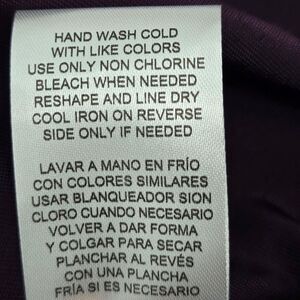 HAND WASH COLD
WITH LIKE COLORS
USE ONLY NON CHLORINE
BLEACH WHEN NEEDED
RESHAPE AND LINE DRY
COOL IRON ON REVERSE
SIDE ONLY IF NEEDED
LAVAR A MANO EN FRÍO
CON COLORES SIMILARES
USAR BLANQUEADOR SION
CLORO CUANDO NECESARIO
VOLVER A DAR FORMA
Y COLGAR PARA SECAR
PLANCHAR AL REVÉS
CON UNA PLANCHA
FRÍA SI ES NECESARIO